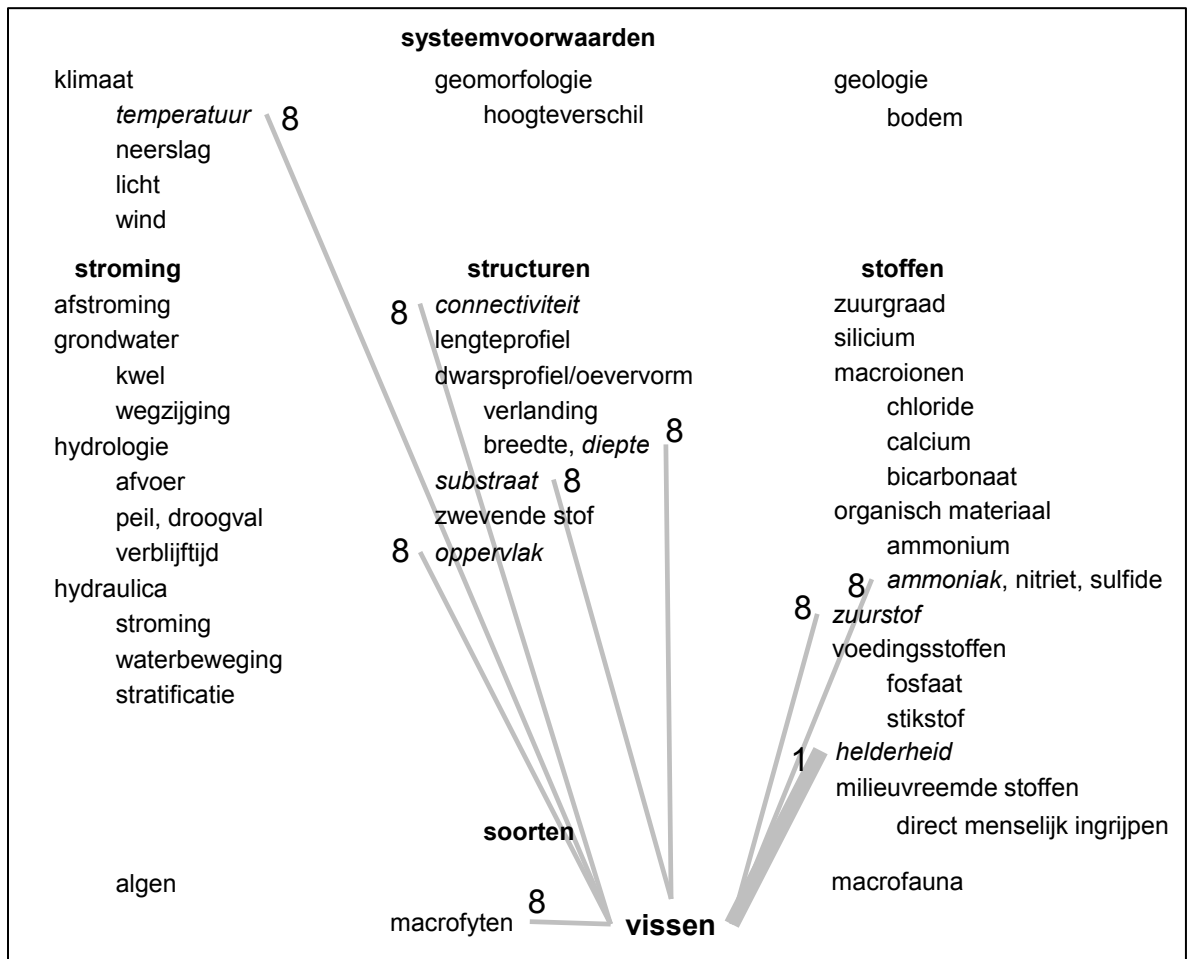 systeemvoorwaarden
klimaat geomorfologie geologie
temperatuur 8 hoogteverschil bodem
neerslag
licht
wind
stroming structuren stoffen
afstroming 8 connectiviteit zuurgraad
grondwater lengteprofiel silicium
kwel dwarsprofiel/oevervorm macroionen
wegzijging verlanding chloride
hydrologie breedte, diepte 8 calcium
afvoer substraat 8 bicarbonaat
peil, droogval zwevende stof organisch materiaal
verblijftijd 8 oppervlak ammonium
hydraulica 8 ammoniak, nitriet, sulfide
stroming 8 zuurstof
waterbeweging voedingsstoffen
stratificatie fosfaat
stikstof
1 helderheid
milieuvreemde stoffen
soorten direct menselijk ingrijpen
algen macrofauna
macrofyten 8 vissen